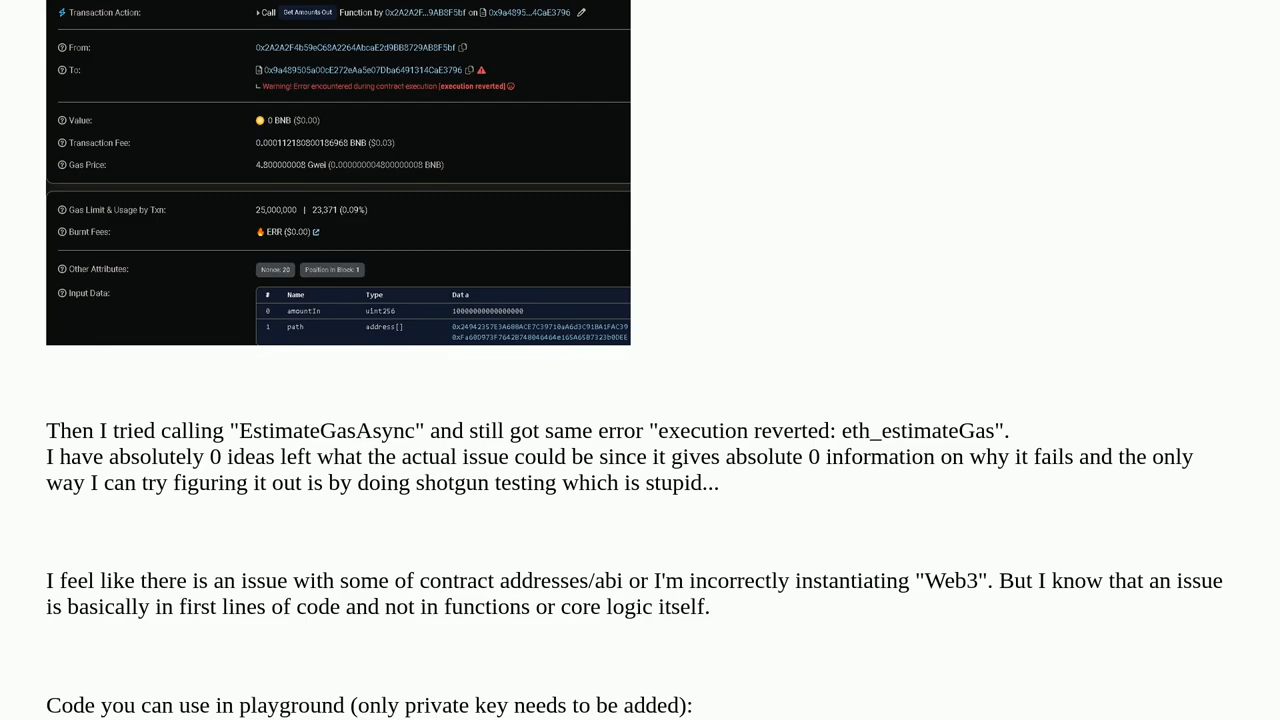 Transaction Action: Call Get Amounts Out Function by 0x2A2A2F...9AB8F5bf on 0x9a4895...4CaE3796
From: 0x2A2A2F4b59eC68A2264AbcaE2d9BB8729AB8F5bf
To: 0x9a489505a00cE272eAa5e07Dba6491314CaE3796
Warning! Error encountered during contract execution [execution reverted]
Value: 0 BNB ($0.00)
Transaction Fee: 0.000112180800186968 BNB ($0.03)
Gas Price: 4.800000008 Gwei (0.000000004800000008 BNB)
Gas Limit & Usage by Txn: 25,000,000 | 23,371 (0.09%)
Burnt Fees: ERR ($0.00)
Other Attributes: Nonce: 20 Position In Block: 1
Input Data: # Name Type Data
0 amountIn uint256 10000000000000000
1 path address[] 0x24942357E3A6BBACE7C39710aA6d3C91BA1FAC39
0xFa60D973F7642B748046464e165A65B7323b0DEE
Then I tried calling "EstimateGasAsync" and still got same error "execution reverted: eth_estimateGas".
I have absolutely 0 ideas left what the actual issue could be since it gives absolute 0 information on why it fails and the only
way I can try figuring it out is by doing shotgun testing which is stupid...
I feel like there is an issue with some of contract addresses/abi or I'm incorrectly instantiating "Web3". But I know that an issue
is basically in first lines of code and not in functions or core logic itself.
Code you can use in playground (only private key needs to be added):